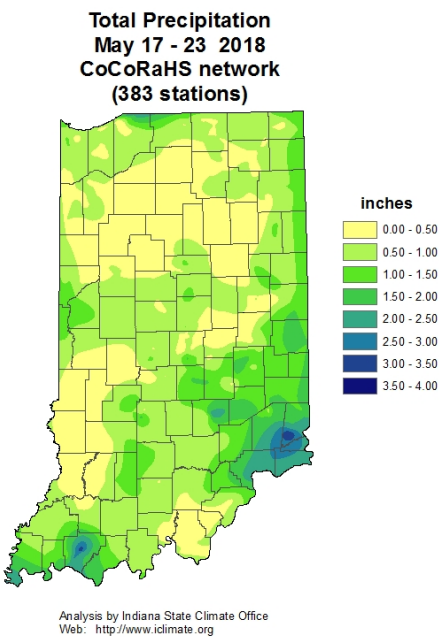 Total Precipitation
May 17 - 23 2018
CoCoRaHS network
(383 stations)
inches
0.00 - 0.50
0.50 - 1.00
1.00 - 1.50
1.50 - 2.00
2.00 - 2.50
2.50 - 3.00
3.00 - 3.50
3.50 - 4.00
Analysis by Indiana State Climate Office
Web: http://www.iclimate.org